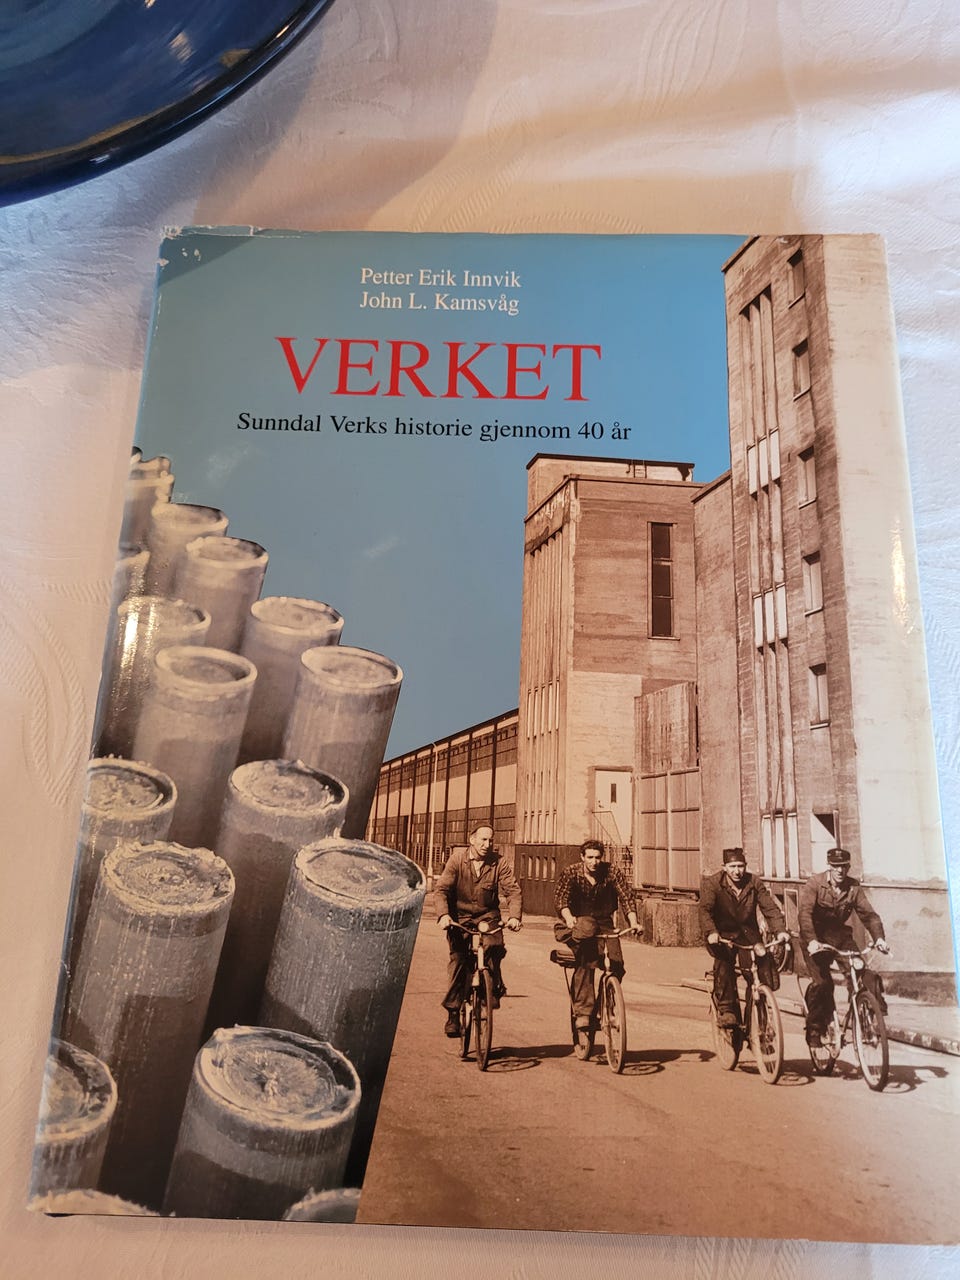 Petter Erik Innvik
John L. Kamsvåg
VERKET
Sunndal Verks historie gjennom 40 år